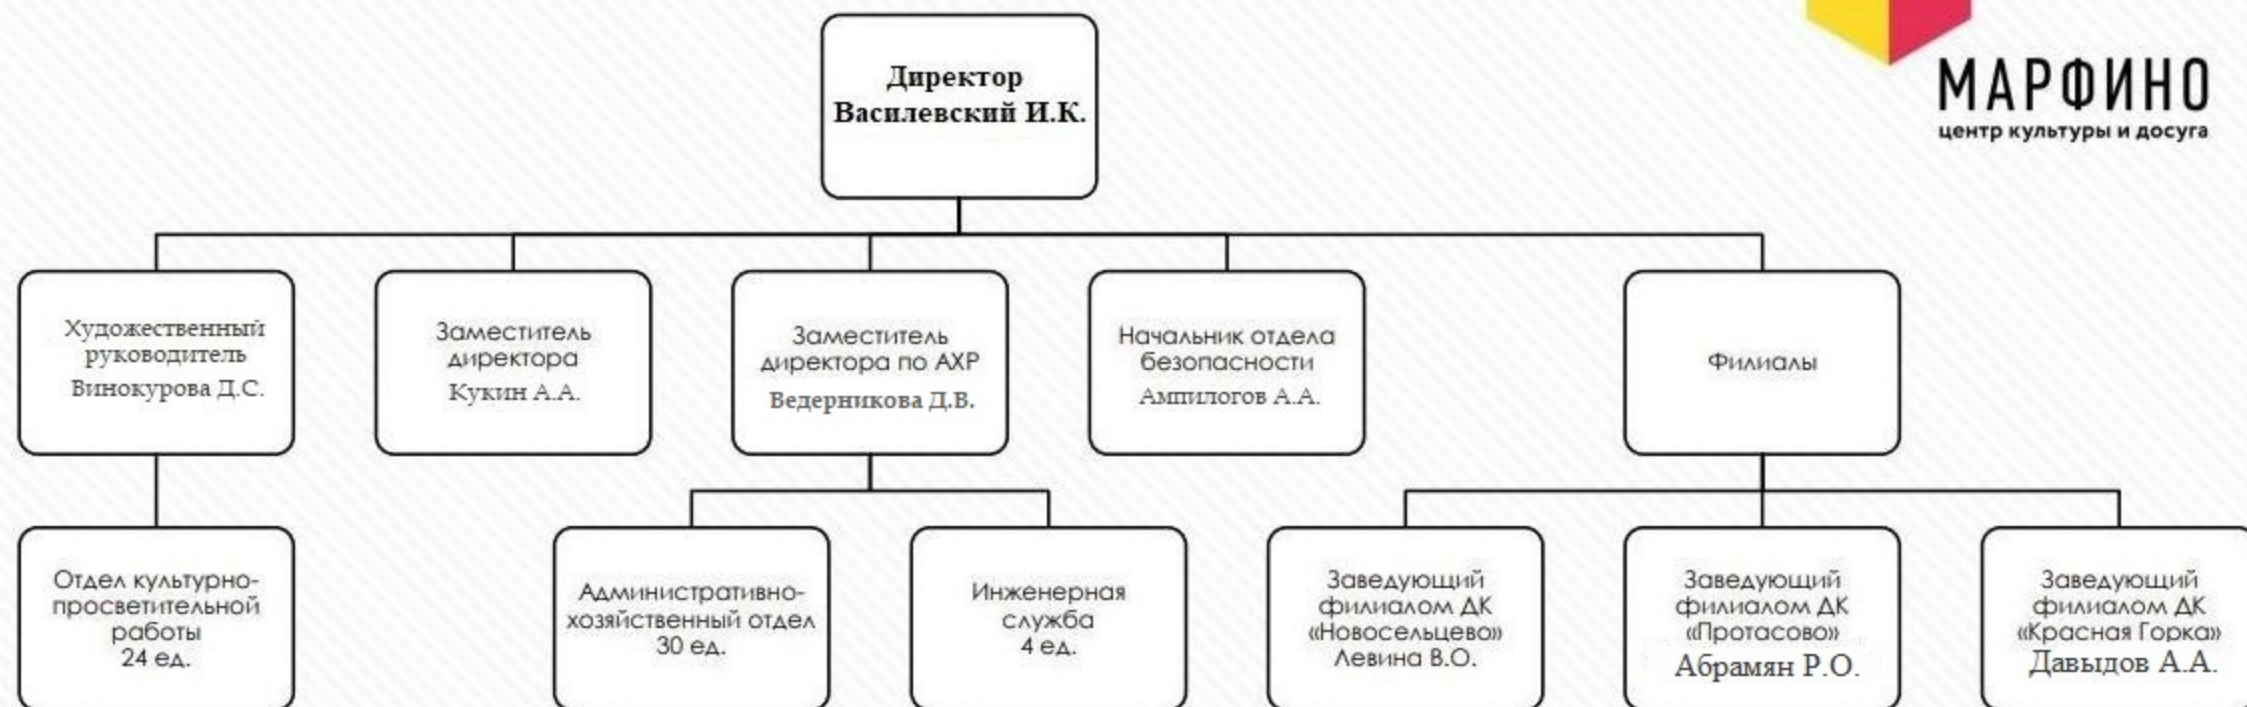 Директор
Василевский И.К.
МАРФИНО
центр культуры и досуга
Художественный
руководитель
Винокурова Д.С.
Заместитель
директора
Кукин А.А.
Заместитель
директора по АХР
Ведерникова Д.В.
Начальник отдела
безопасности
Ампилогов А.А.
Филиалы
Отдел культурно-
просветительной
работы
24 ед.
Административно-
хозяйственный отдел
30 ед.
Инженерная
служба
4 ед.
Заведующий
филиалом ДК
«Новосельцево»
Левина В.О.
Заведующий
филиалом ДК
«Протасово»
Абрамян Р.О.
Заведующий
филиалом ДК
«Красная Горка»
Давыдов А.А.